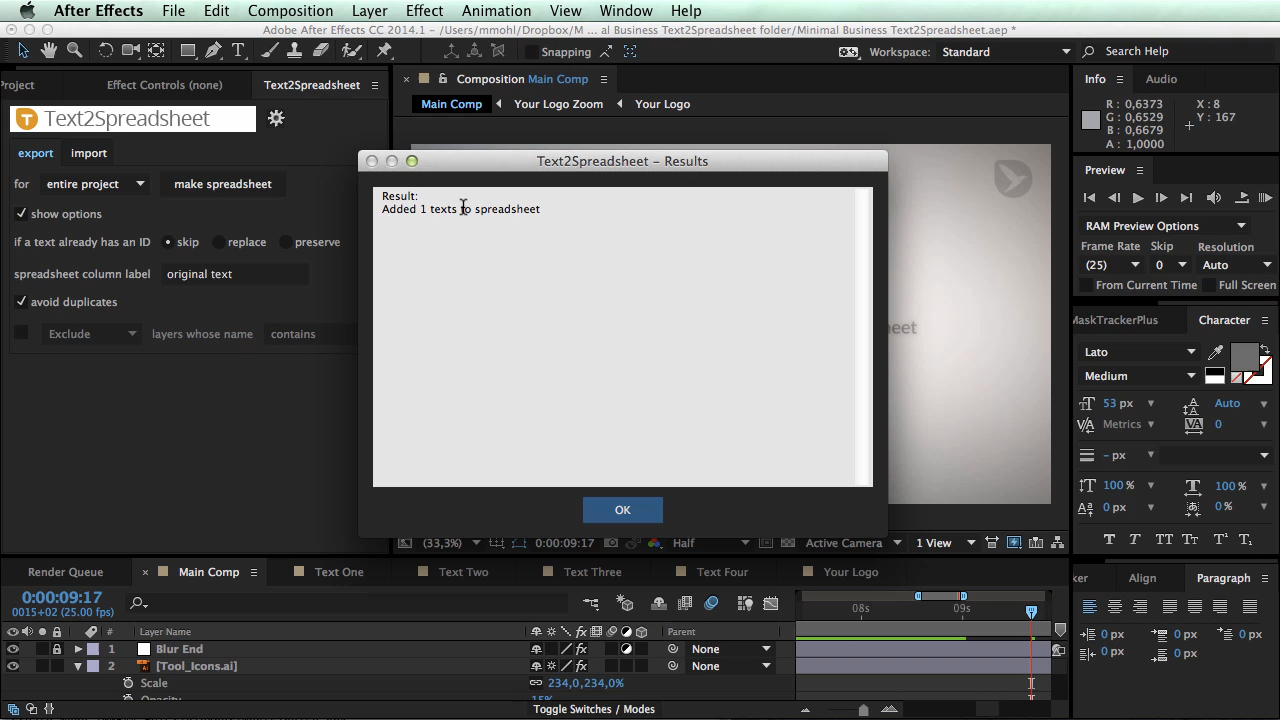 After Effects File Edit Composition Layer Effect Animation View Window Help
Adobe After Effects CC 2014.1 - /Users/mmohl/Dropbox/M ... al Business Text2Spreadsheet folder/Minimal Business Text2Spreadsheet.aep *
Snapping Workspace: Standard Search Help
Project Effect Controls (none) Text2Spreadsheet Composition Main Comp Info Audio
Main Comp Your Logo Zoom Your Logo
R : 0,6373 X : 8
G : 0,6529 Y : 167
B : 0,6679
A : 1,0000
Text2Spreadsheet
export import
for entire project make spreadsheet
show options
if a text already has an ID skip replace preserve
spreadsheet column label original text
avoid duplicates
Exclude layers whose name contains
Text2Spreadsheet - Results
Result:
Added 1 texts to spreadsheet
OK
eet
Preview
RAM Preview Options
Frame Rate Skip Resolution
(25) 0 Auto
From Current Time Full Screen
MaskTrackerPlus Character
Lato
Medium
53 px Auto
Metrics 0
- px
100 % 100 %
0 px 0 %
T T TT Tt T¹ T₁
(33,3%) 0:00:09:17 Half Active Camera 1 View
Render Queue Main Comp Text One Text Two Text Three Text Four Your Logo
ker Align Paragraph
0:00:09:17
0015+02 (25.00 fps)
08s 09s
# Layer Name Parent
1 Blur End None
2 [Tool_Icons.ai] None
Scale 234,0,234,0%
Opacity 15%
Toggle Switches / Modes
0 px 0 px 0 px
0 px 0 px